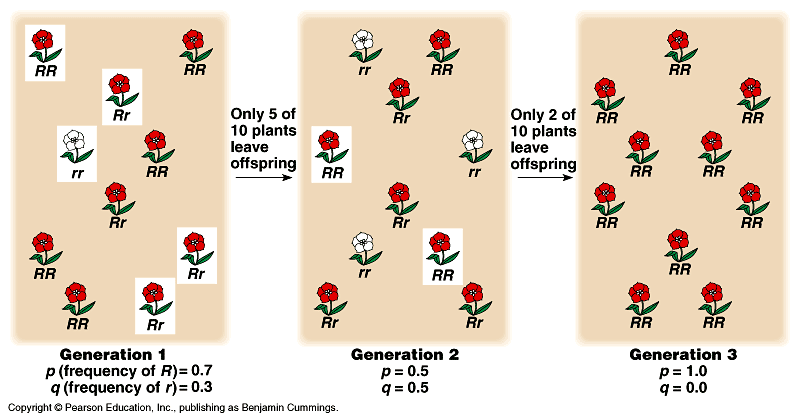 RR
RR
Rr
rr
RR
Rr
RR
Rr
RR
Rr
Only 5 of
10 plants
leave
offspring
rr
RR
Rr
RR
rr
Rr
rr
RR
Rr
Rr
Only 2 of
10 plants
leave
offspring
RR
RR
RR
RR
RR
RR
RR
RR
RR
RR
Generation 1
p (frequency of R) = 0.7
q (frequency of r) = 0.3
Generation 2
p = 0.5
q = 0.5
Generation 3
p = 1.0
q = 0.0
Copyright © Pearson Education, Inc., publishing as Benjamin Cummings.